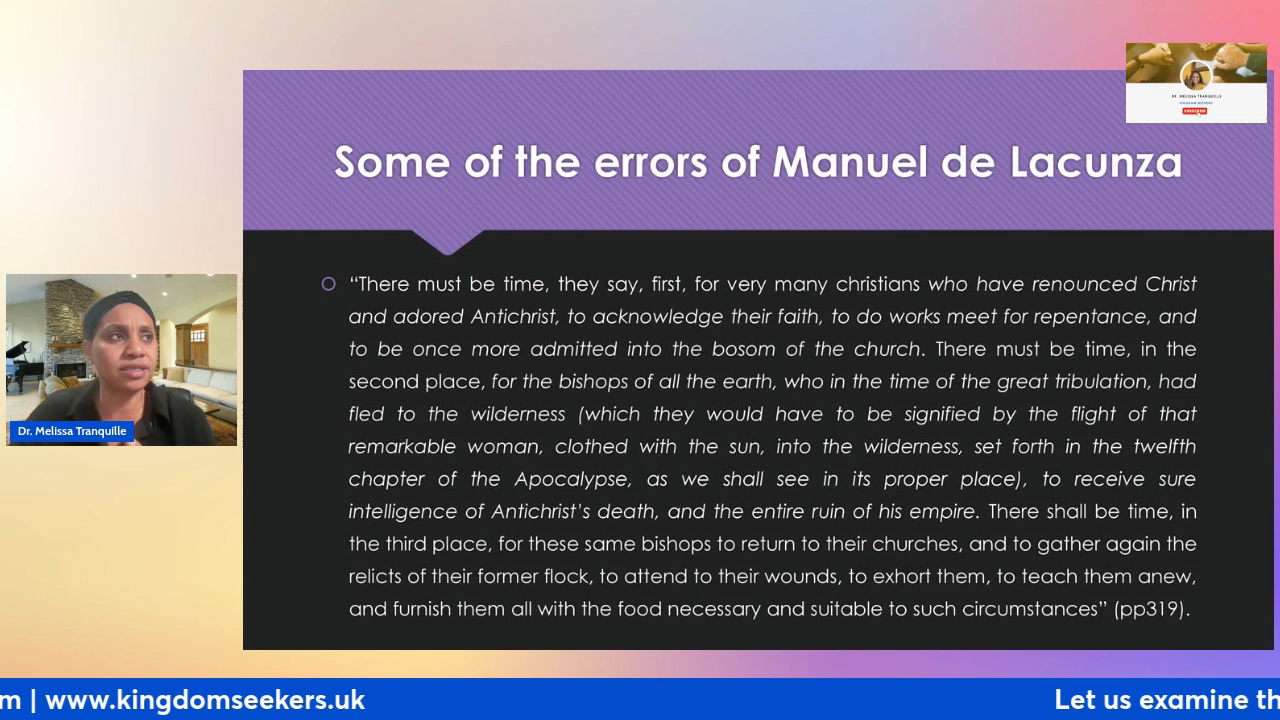 DR. MELISSA TRANQUILLE
KINGDOM SEEKERS
SUBSCRIBE
Some of the errors of Manuel de Lacunza
“There must be time, they say, first, for very many christians who have renounced Christ
and adored Antichrist, to acknowledge their faith, to do works meet for repentance, and
to be once more admitted into the bosom of the church. There must be time, in the
second place, for the bishops of all the earth, who in the time of the great tribulation, had
fled to the wilderness (which they would have to be signified by the flight of that
remarkable woman, clothed with the sun, into the wilderness, set forth in the twelfth
chapter of the Apocalypse, as we shall see in its proper place), to receive sure
intelligence of Antichrist’s death, and the entire ruin of his empire. There shall be time, in
the third place, for these same bishops to return to their churches, and to gather again the
relicts of their former flock, to attend to their wounds, to exhort them, to teach them anew,
and furnish them all with the food necessary and suitable to such circumstances” (pp319).
Dr. Melissa Tranquille
m | www.kingdomseekers.uk
Let us examine th